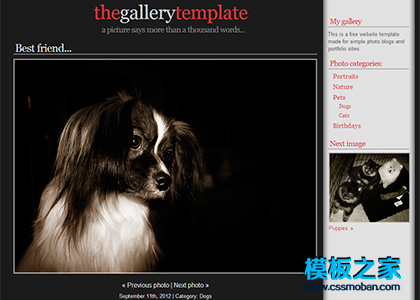 thegallerytemplate
a picture says more than a thousand words...
Best friend...
« Previous photo | Next photo »
September 11th, 2012 | Category: Dogs
My gallery
This is a free website template made for simple photo blogs and portfolio sites.
Photo categories:
Portraits
Nature
Pets
Dogs
Cats
Birthdays
Next image
Puppies »
模板之家
www.cssmoban.com